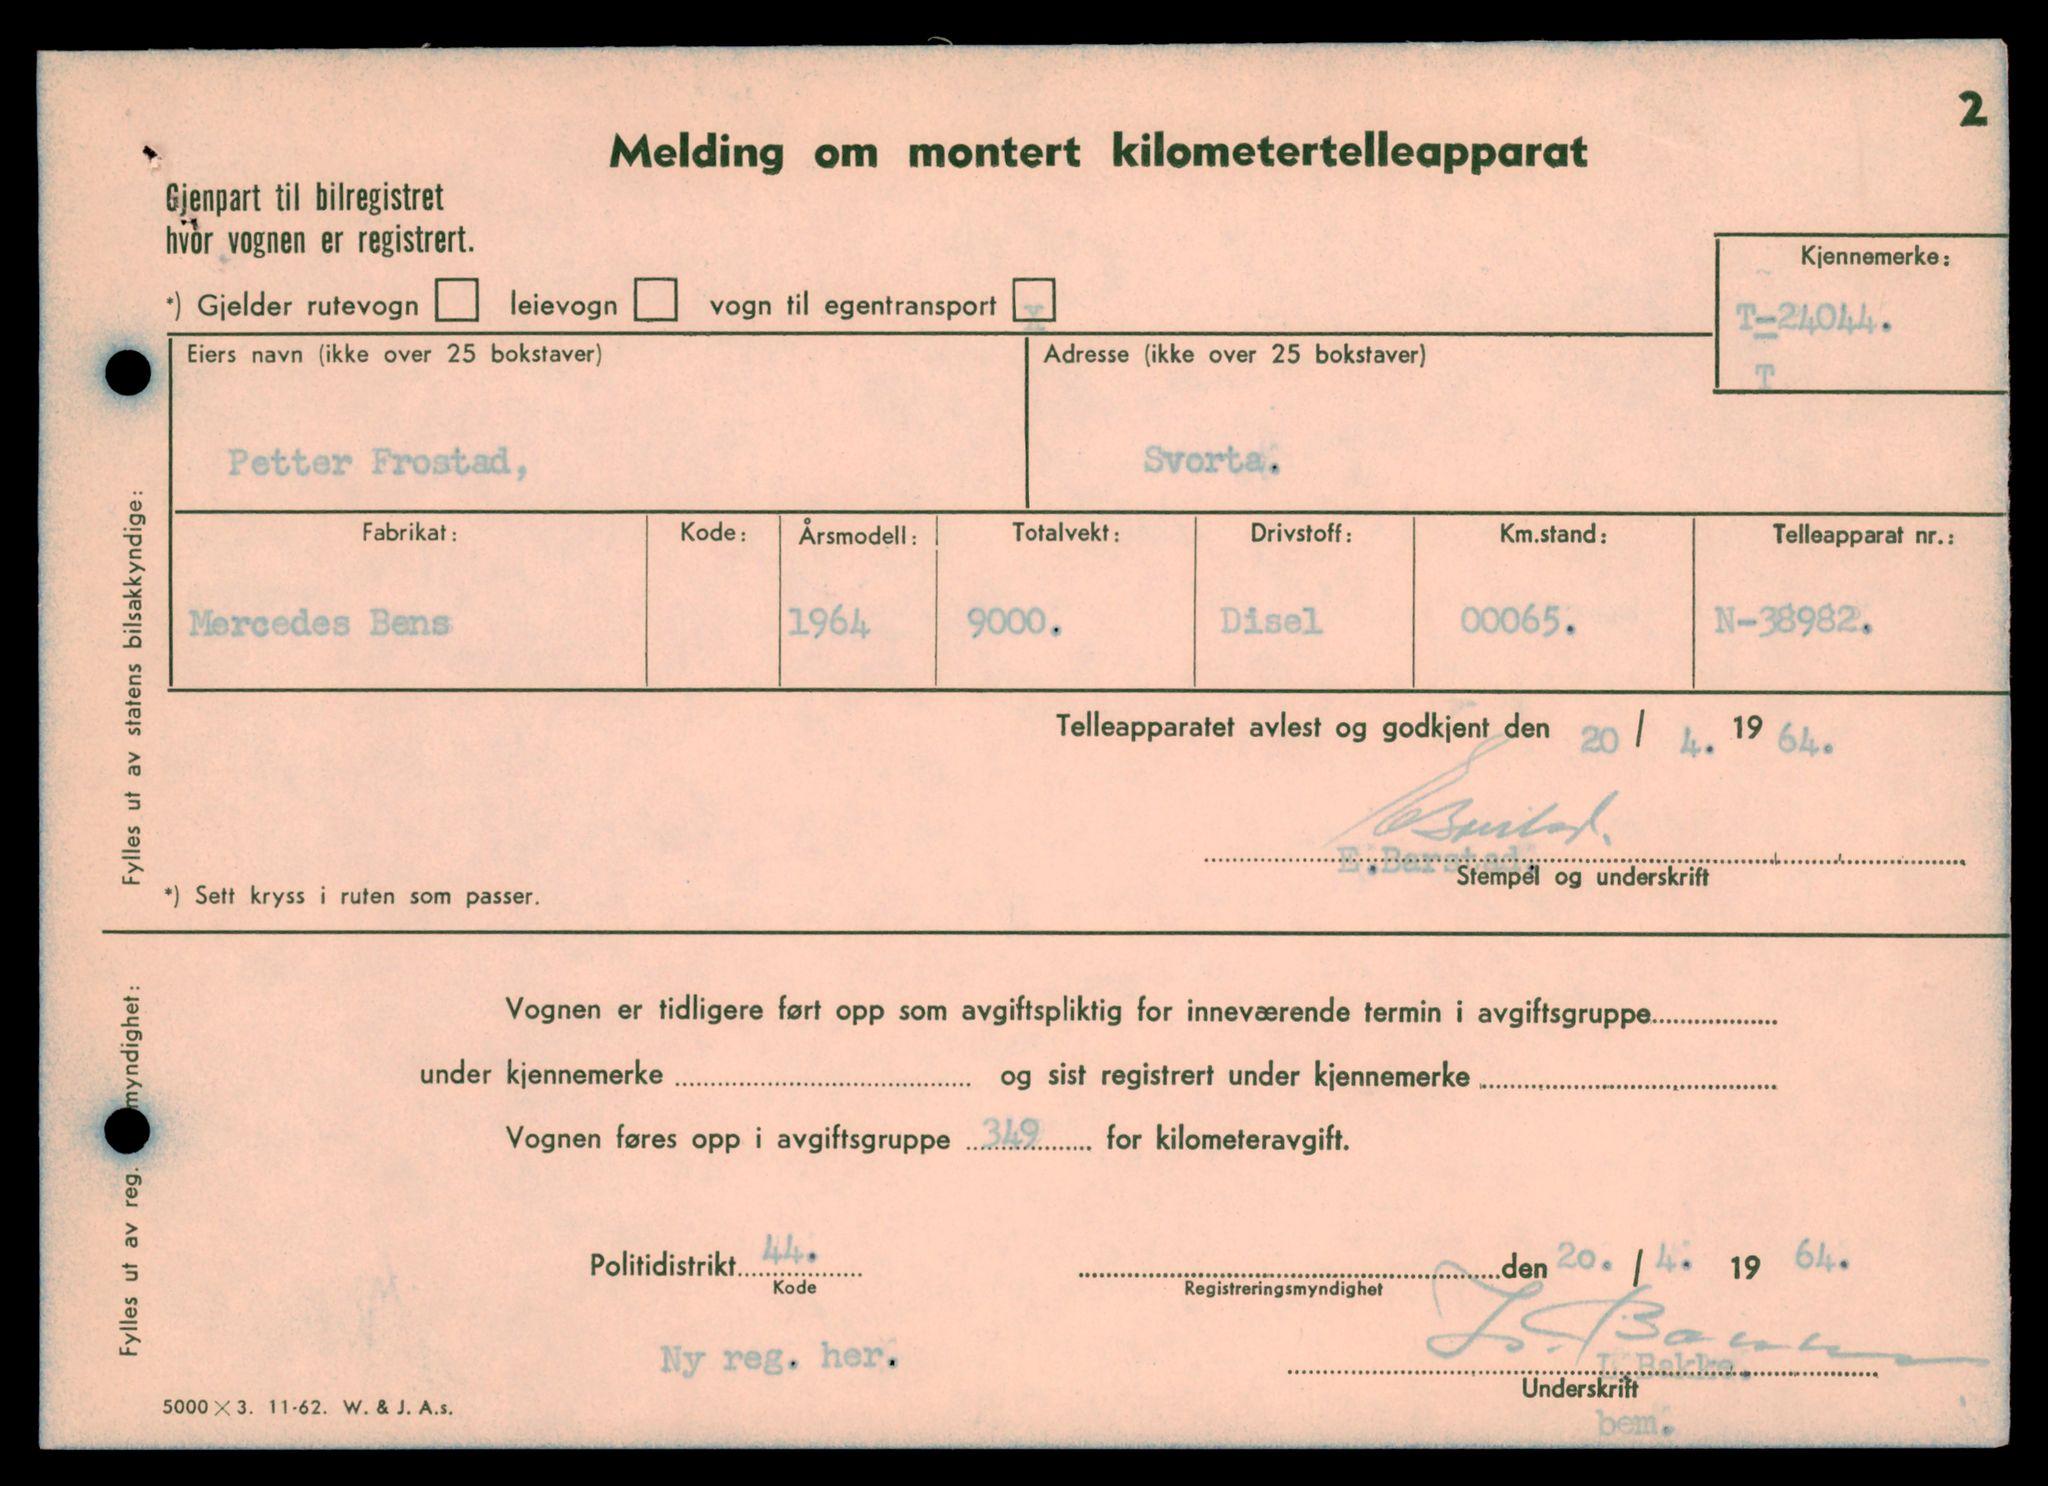 2
Melding om montert kilometertelleapparat
Gjenpart til bilregistret
hvor vognen er registrert.
Kjennemerke:
T-24044.
T
*) Gjelder rutevogn leievogn vogn til egentransport X
Eiers navn (ikke over 25 bokstaver) Adresse (ikke over 25 bokstaver)
Petter Frostad, Svorta.
Fabrikat: Kode: Årsmodell: Totalvekt: Drivstoff: Km.stand: Telleapparat nr.:
Mercedes Bens 1964 9000. Disel 00065. N-38982.
Telleapparatet avlest og godkjent den 20 / 4. 19 64.
E.Barstad.
Stempel og underskrift
*) Sett kryss i ruten som passer.
Fylles ut av statens bilsakkyndige:
Vognen er tidligere ført opp som avgiftspliktig for inneværende termin i avgiftsgruppe
under kjennemerke og sist registrert under kjennemerke
Vognen føres opp i avgiftsgruppe 349 for kilometeravgift.
Politidistrikt 44. den 20. / 4. 19 64.
Kode Registreringsmyndighet
Ny reg. her. Bakke.
Underskrift
bem.
Fylles ut av reg. myndighet:
5000 × 3. 11-62. W. & J. A.s.